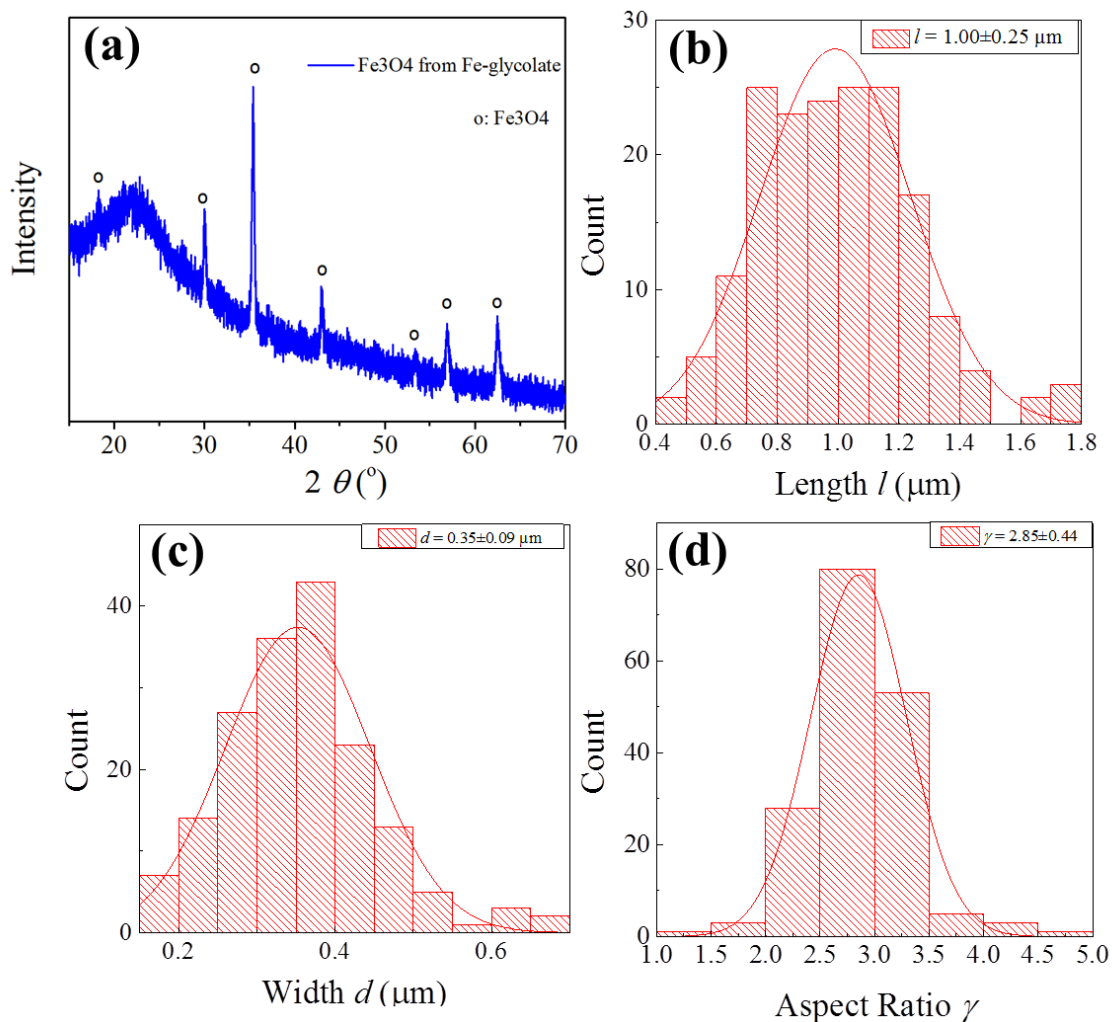 (a)
Fe3O4 from Fe-glycolate
o: Fe3O4
o o o o o o o
Intensity
20 30 40 50 60 70
2 θ (°)
(b)
l = 1.00±0.25 µm
Count
30
20
10
0
0.4 0.6 0.8 1.0 1.2 1.4 1.6 1.8
Length l (µm)
(c)
d = 0.35±0.09 µm
Count
40
20
0
0.2 0.4 0.6
Width d (µm)
(d)
γ = 2.85±0.44
Count
80
60
40
20
0
1.0 1.5 2.0 2.5 3.0 3.5 4.0 4.5 5.0
Aspect Ratio γ